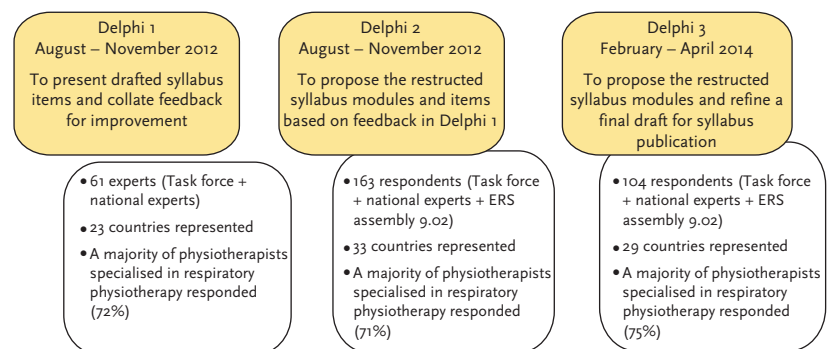 Delphi 1
August – November 2012
To present drafted syllabus
items and collate feedback
for improvement
• 61 experts (Task force +
national experts)
• 23 countries represented
• A majority of physiotherapists
specialised in respiratory
physiotherapy responded
(72%)
Delphi 2
August – November 2012
To propose the restructed
syllabus modules and items
based on feedback in Delphi 1
• 163 respondents (Task force
+ national experts + ERS
assembly 9.02)
• 33 countries represented
• A majority of physiotherapists
specialised in respiratory
physiotherapy responded
(71%)
Delphi 3
February – April 2014
To propose the restructed
syllabus modules and refine a
final draft for syllabus
publication
• 104 respondents (Task force
+ national experts + ERS
assembly 9.02)
• 29 countries represented
• A majority of physiotherapists
specialised in respiratory
physiotherapy responded
(75%)